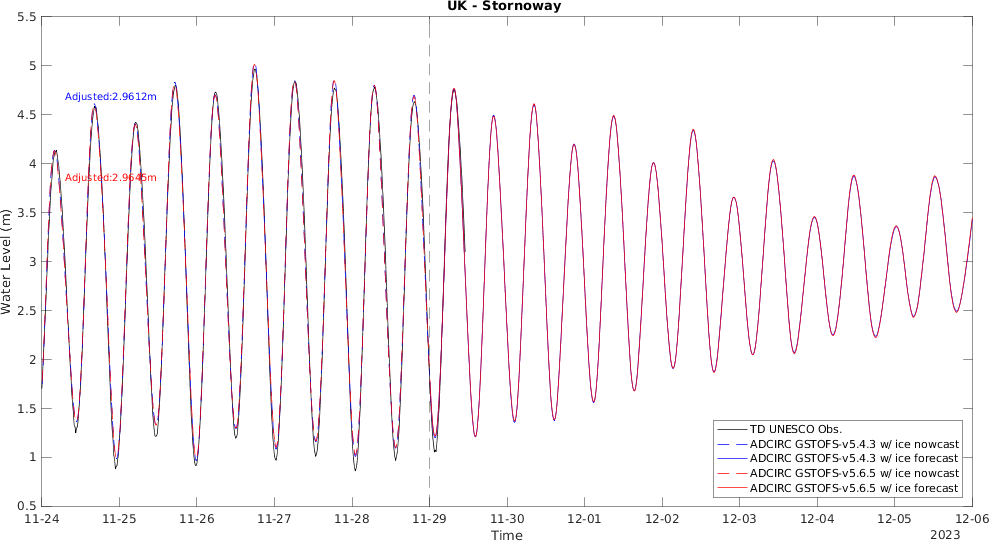 UK - Stornoway
5.5
5
4.5
4
3.5
3
2.5
2
1.5
1
0.5
Water Level (m)
Adjusted:2.9612m
Adjusted:2.9645m
TD UNESCO Obs.
ADCIRC GSTOFS-v5.4.3 w/ ice nowcast
ADCIRC GSTOFS-v5.4.3 w/ ice forecast
ADCIRC GSTOFS-v5.6.5 w/ ice nowcast
ADCIRC GSTOFS-v5.6.5 w/ ice forecast
11-24 11-25 11-26 11-27 11-28 11-29 11-30 12-01 12-02 12-03 12-04 12-05 12-06
Time
2023